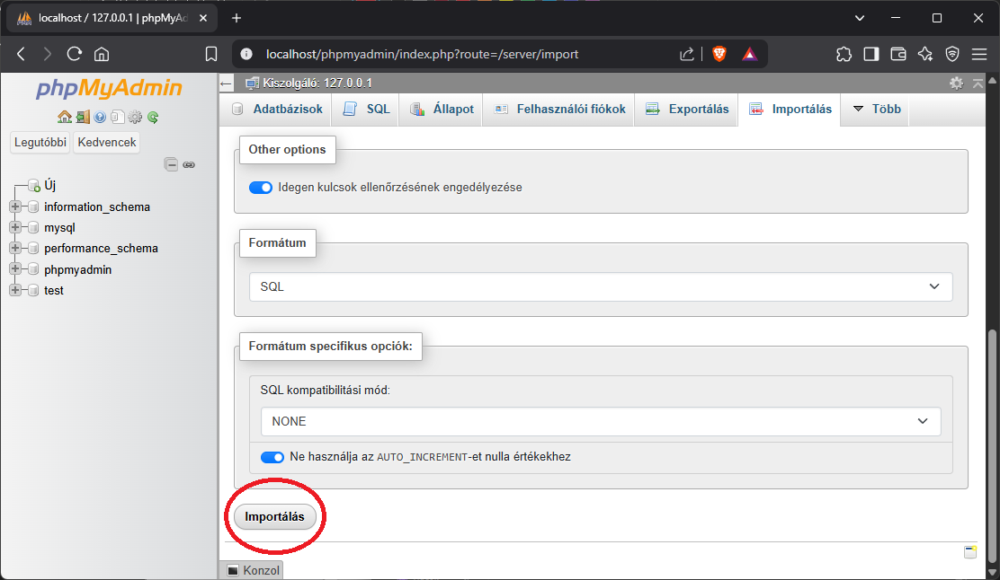 localhost / 127.0.0.1 | phpMyAd
localhost/phpmyadmin/index.php?route=/server/import
phpMyAdmin
Legutóbbi Kedvencek
Új
information_schema
mysql
performance_schema
phpmyadmin
test
Kiszolgáló: 127.0.0.1
Adatbázisok SQL Állapot Felhasználói fiókok Exportálás Importálás Több
Other options
Idegen kulcsok ellenőrzésének engedélyezése
Formátum
SQL
Formátum specifikus opciók:
SQL kompatibilitási mód:
NONE
Ne használja az AUTO_INCREMENT-et nulla értékekhez
Importálás
Konzol